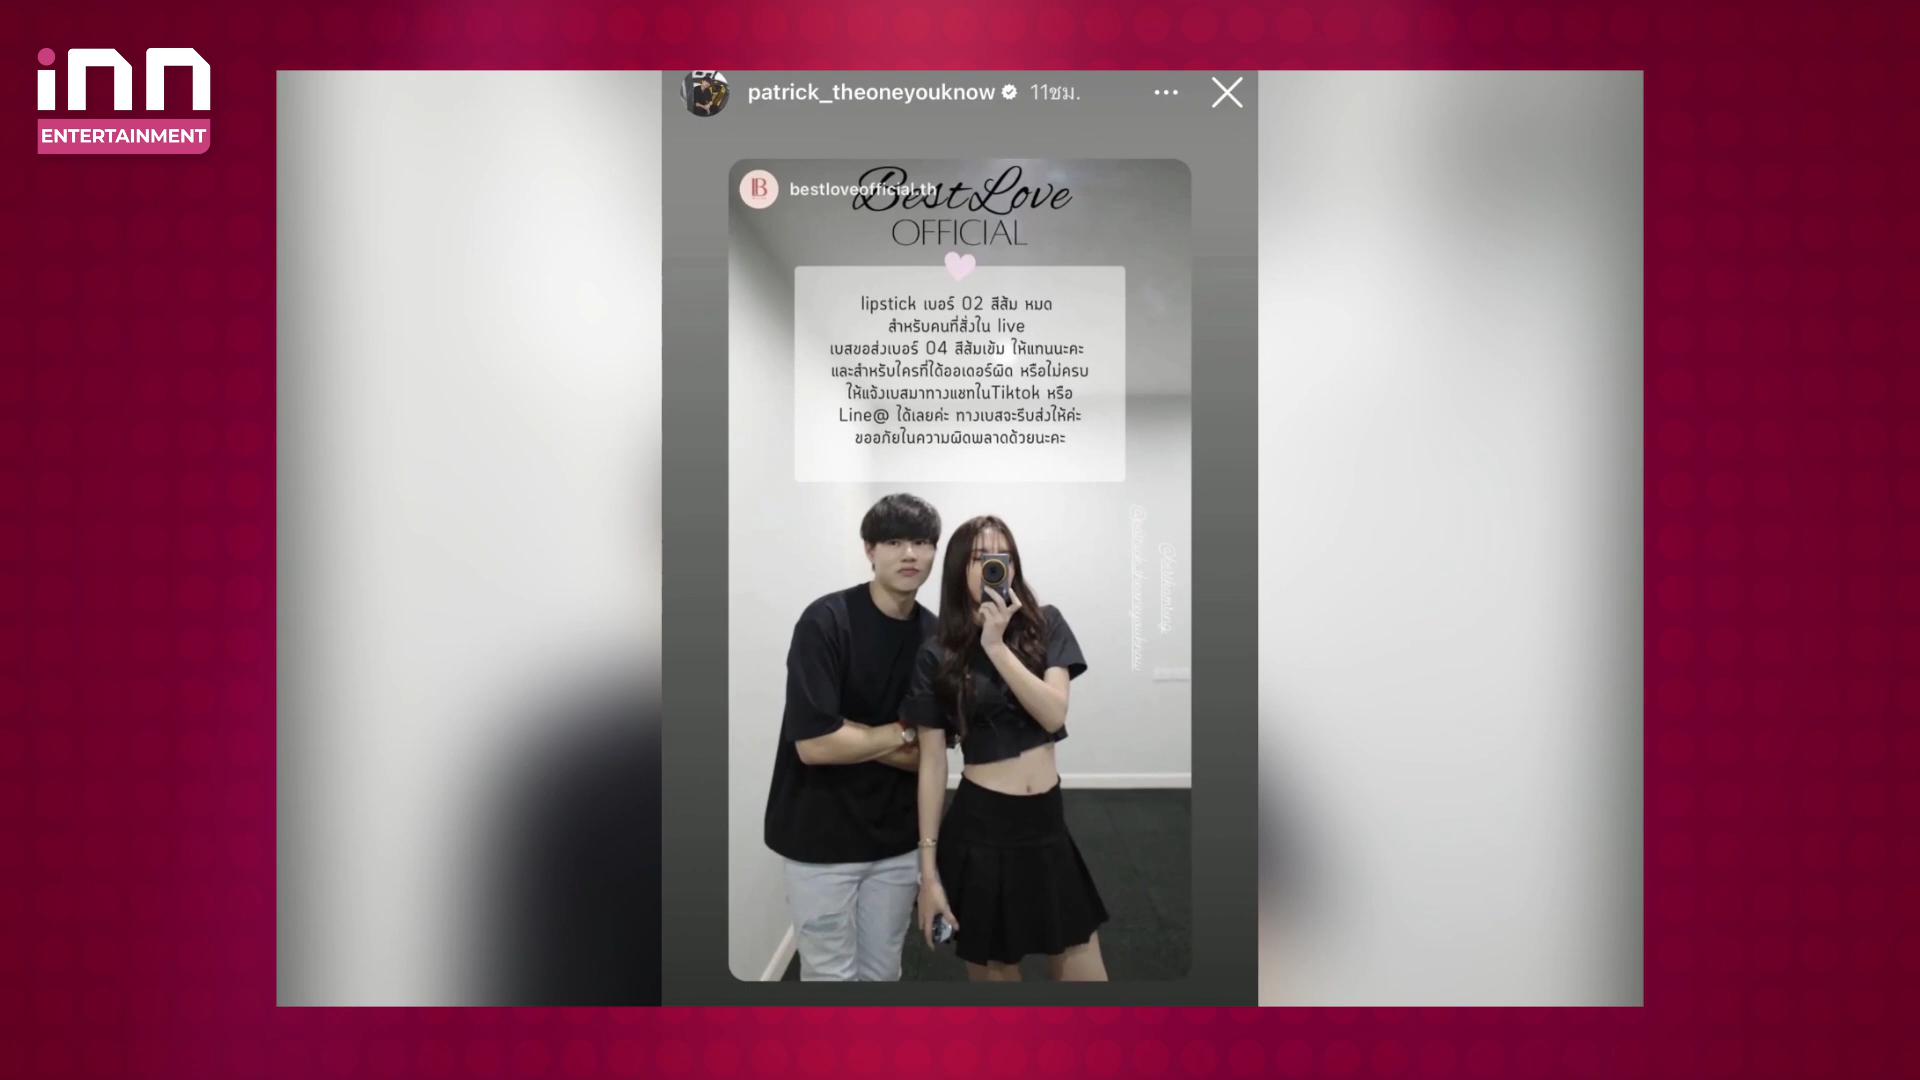 inn
ENTERTAINMENT
patrick_theoneyouknow 11ชม.
bestloveofficial.th
BestLove
OFFICIAL
lipstick เบอร์ 02 สีส้ม หมด
สำหรับคนที่สั่งใน live
เบสขอส่งเบอร์ 04 สีส้มเข้ม ให้แทนนะคะ
และสำหรับใครที่ได้ออเดอร์ผิด หรือไม่ครบ
ให้แจ้งเบสมาทางแชทในTiktok หรือ
Line@ ได้เลยค่ะ ทางเบสจะรีบส่งให้ค่ะ
ขออภัยในความผิดพลาดด้วยนะคะ
@patrick_theoneyouknow